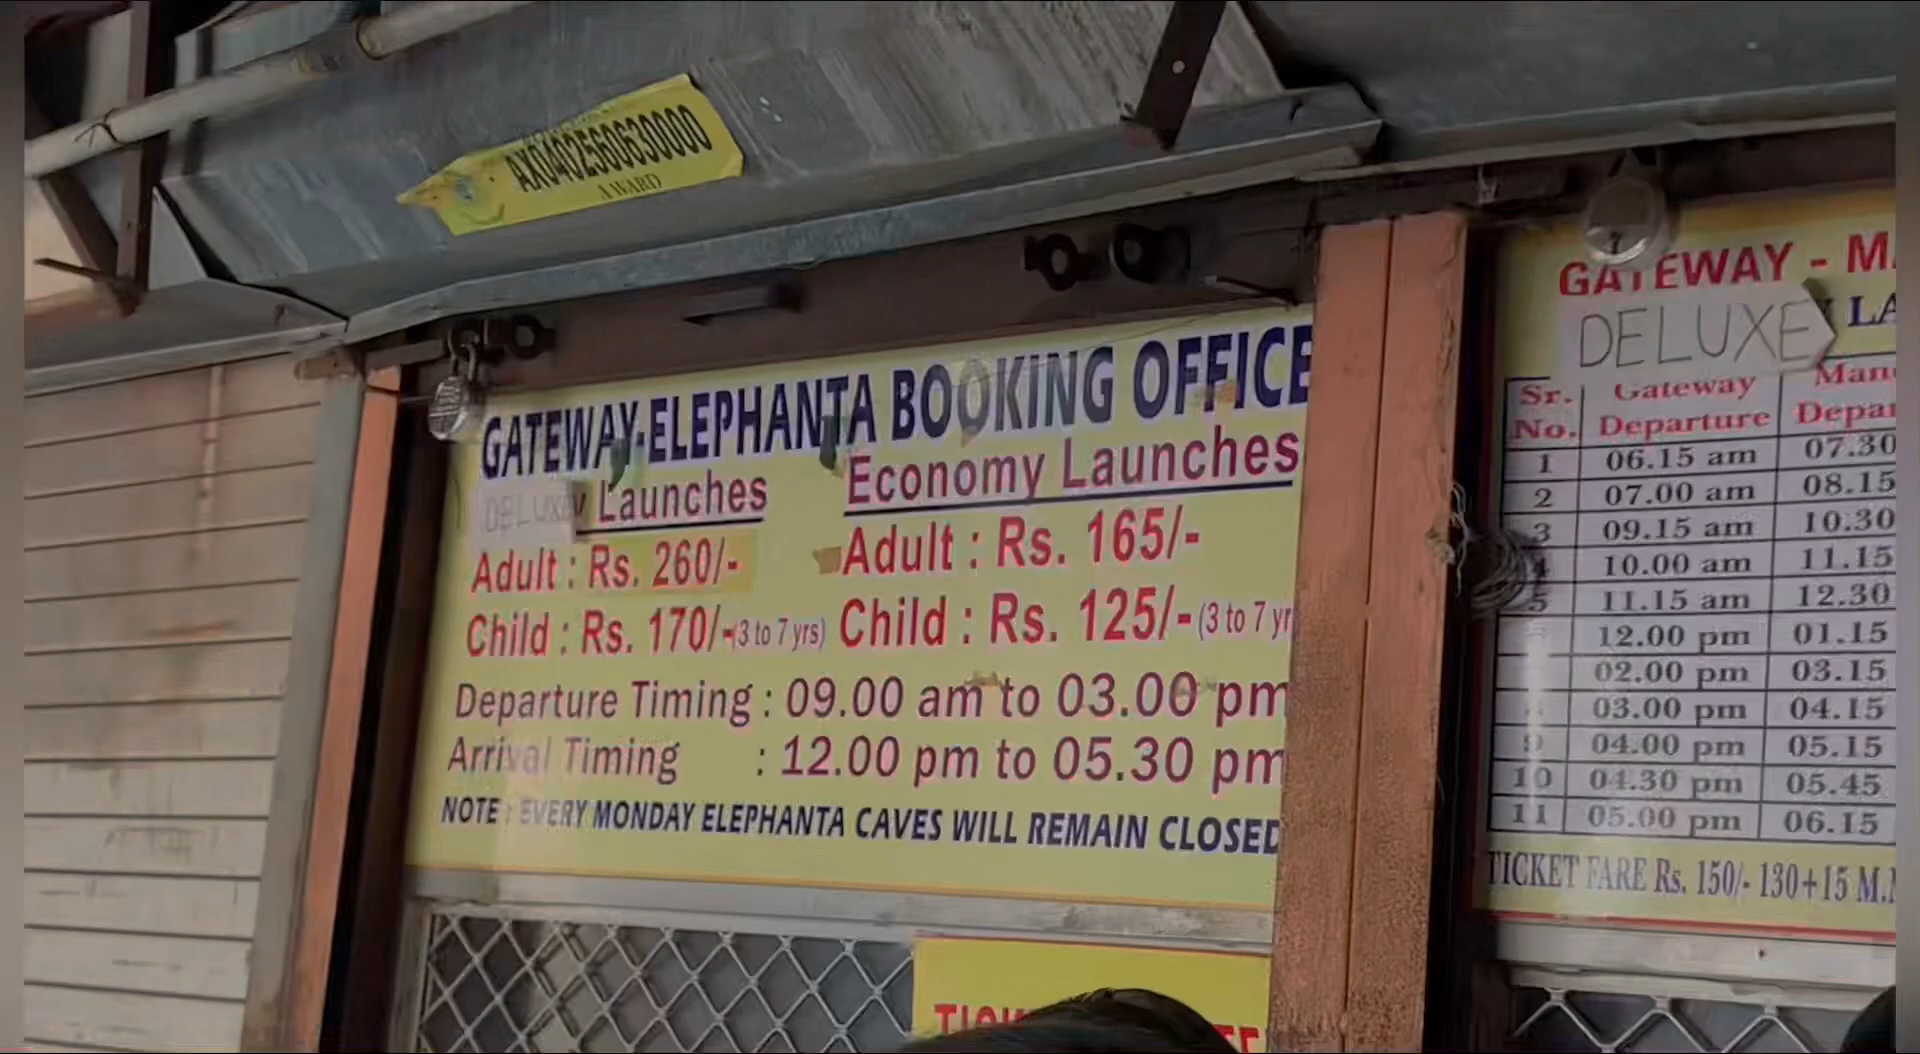 AX0402560630000
A WARD
GATEWAY-ELEPHANTA BOOKING OFFICE
DELUXE Launches
Economy Launches
Adult : Rs. 260/-
Adult : Rs. 165/-
Child : Rs. 170/-(3 to 7 yrs)
Child : Rs. 125/-(3 to 7 yr
Departure Timing : 09.00 am to 03.00 pm
Arrival Timing : 12.00 pm to 05.30 pm
NOTE : EVERY MONDAY ELEPHANTA CAVES WILL REMAIN CLOSED
GATEWAY - M
DELUXE LA
Sr. No. Gateway Departure
1 06.15 am 07.30
2 07.00 am 08.15
3 09.15 am 10.30
4 10.00 am 11.15
5 11.15 am 12.30
12.00 pm 01.15
02.00 pm 03.15
03.00 pm 04.15
9 04.00 pm 05.15
10 04.30 pm 05.45
11 05.00 pm 06.15
TICKET FARE Rs. 150/- 130+15 M.